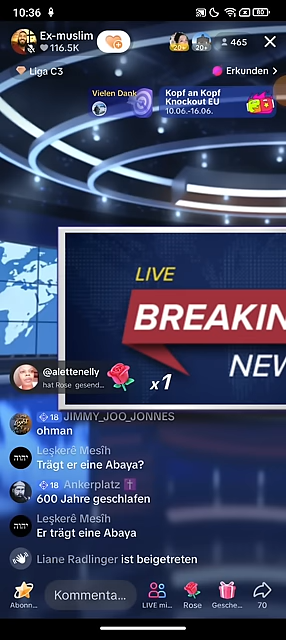 10:36
80
Ex-muslim
116.5K
20+
20+
465
Liga C3
Erkunden >
Vielen Dank
Kopf an Kopf
Knockout EU
10.06.-16.06.
LIVE
BREAKIN
NEW
@alettenelly
hat Rose gesend...
x1
18 JIMMY_JOO_JONNES
ohman
Leşkerê Mesîh
Trägt er eine Abaya?
18 Ankerplatz
600 Jahre geschlafen
Leşkerê Mesîh
Er trägt eine Abaya
Liane Radlinger ist beigetreten
Abonn...
Kommenta...
LIVE mi...
Rose
Gesche...
70